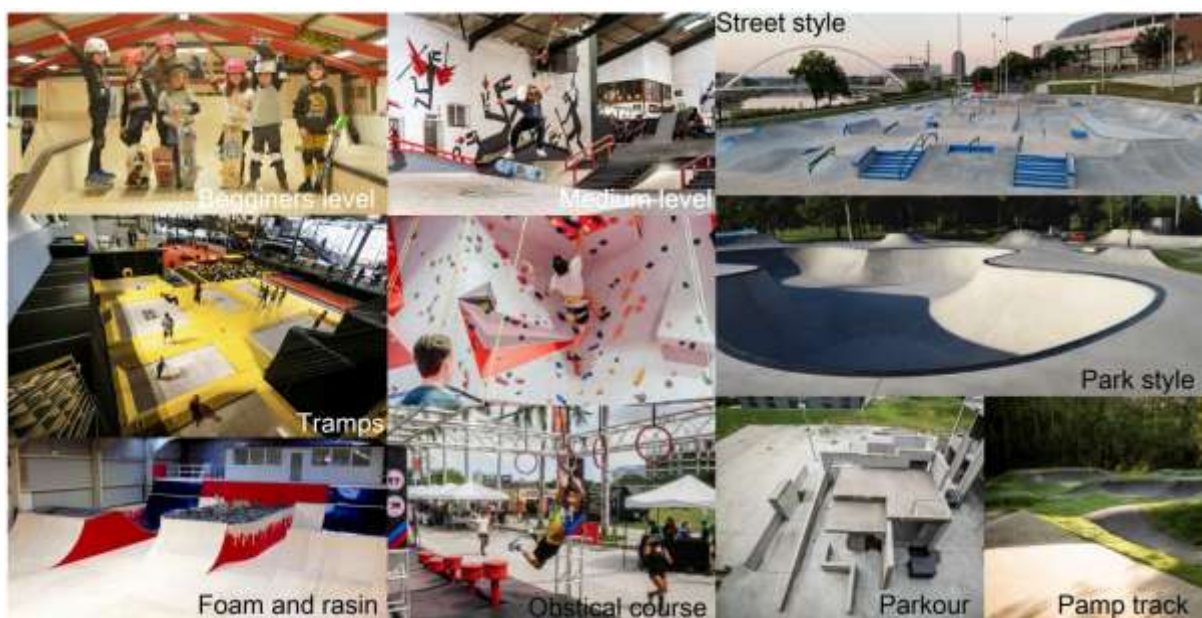 Street style
Begginers level
Medium-level
Park style
Tramps
Foam and rasin
Obstical course
Parkour
Pamp track